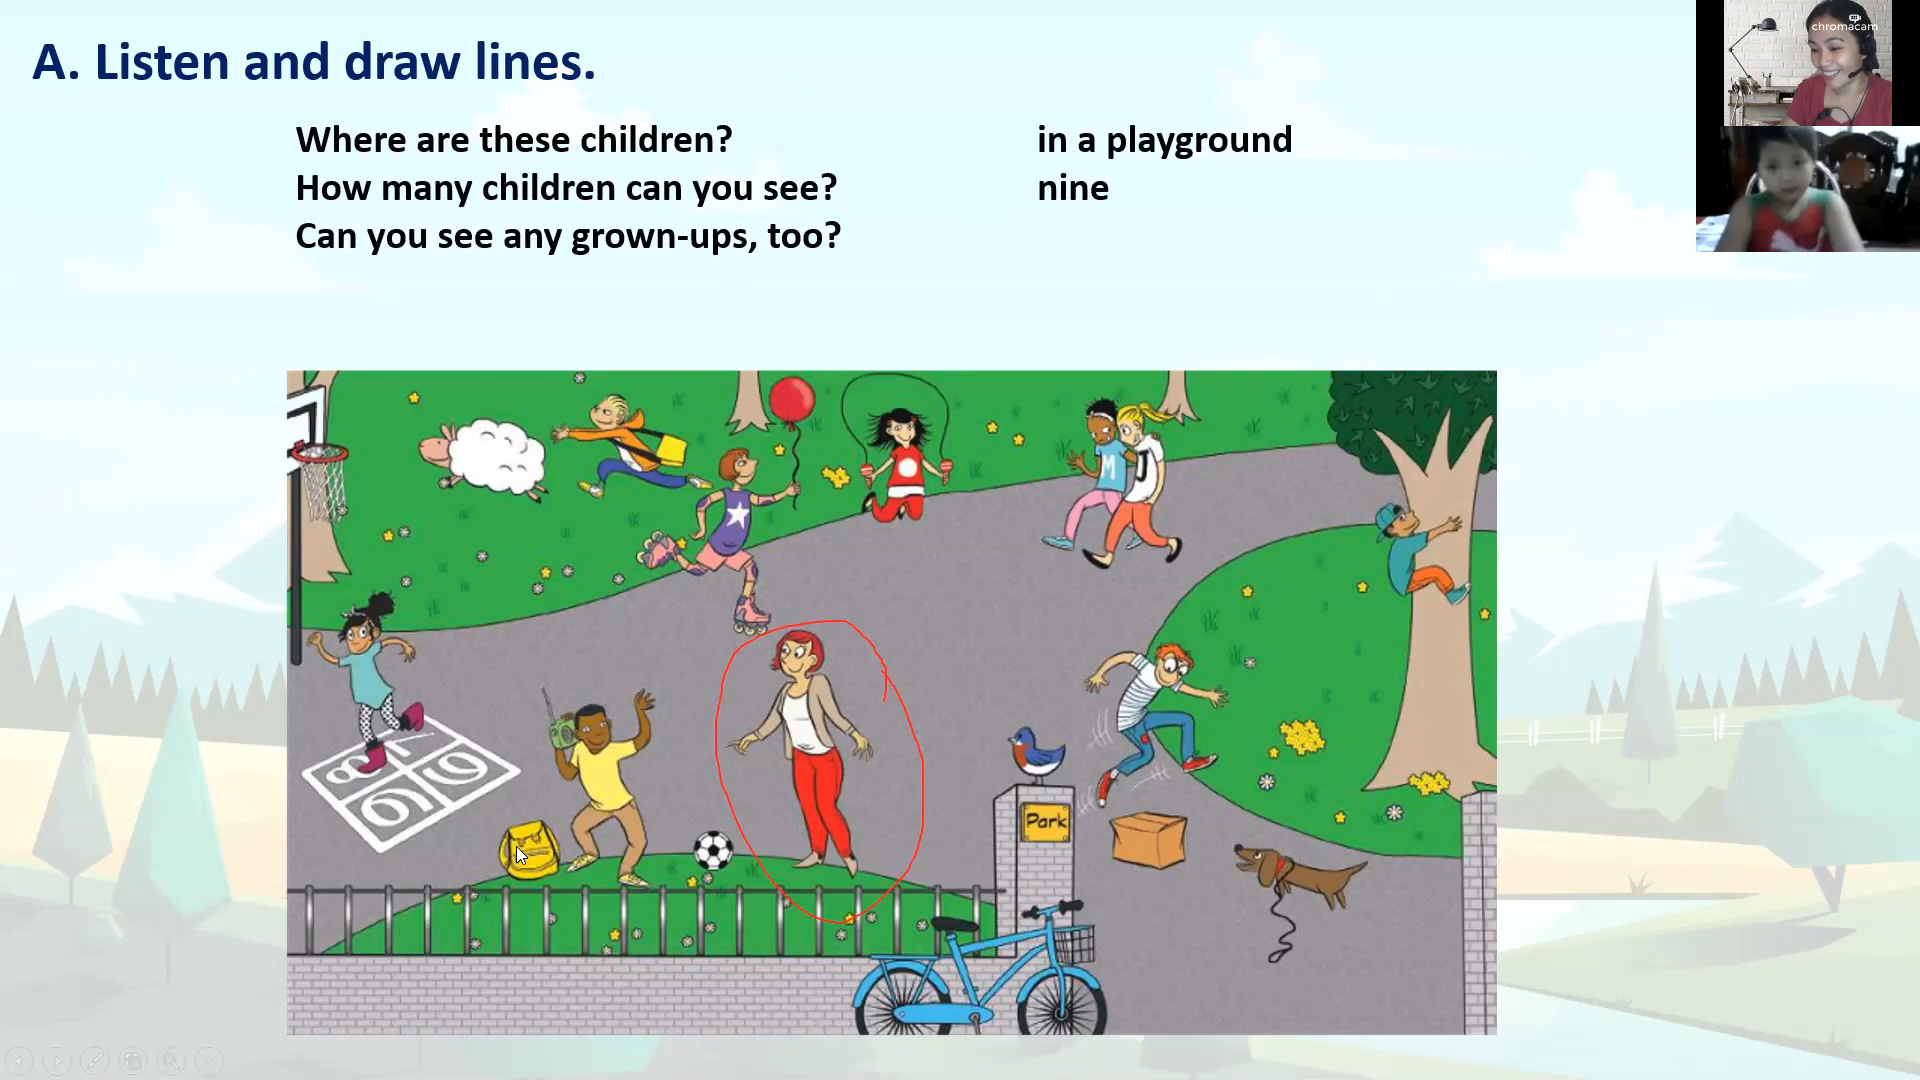 A. Listen and draw lines.
chromacam
Where are these children?
in a playground
How many children can you see?
nine
Can you see any grown-ups, too?
M
J
Park